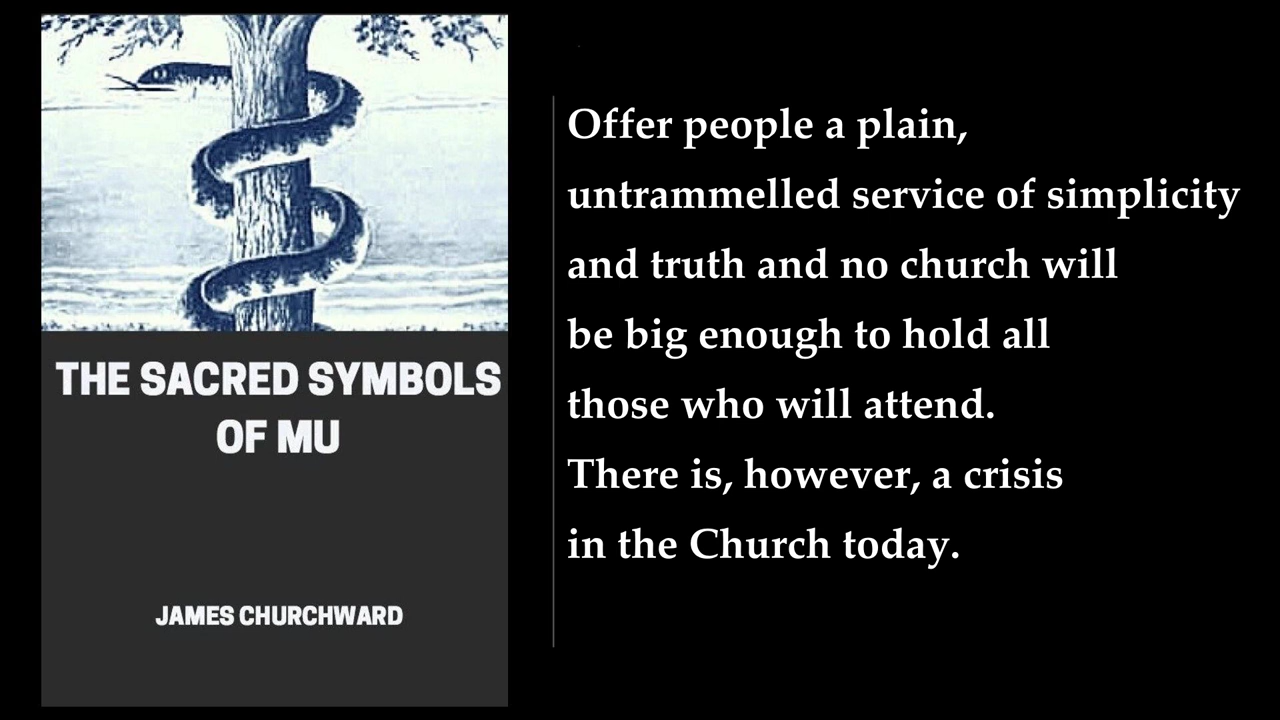 THE SACRED SYMBOLS
OF MU
JAMES CHURCHWARD
Offer people a plain,
untrammelled service of simplicity
and truth and no church will
be big enough to hold all
those who will attend.
There is, however, a crisis
in the Church today.